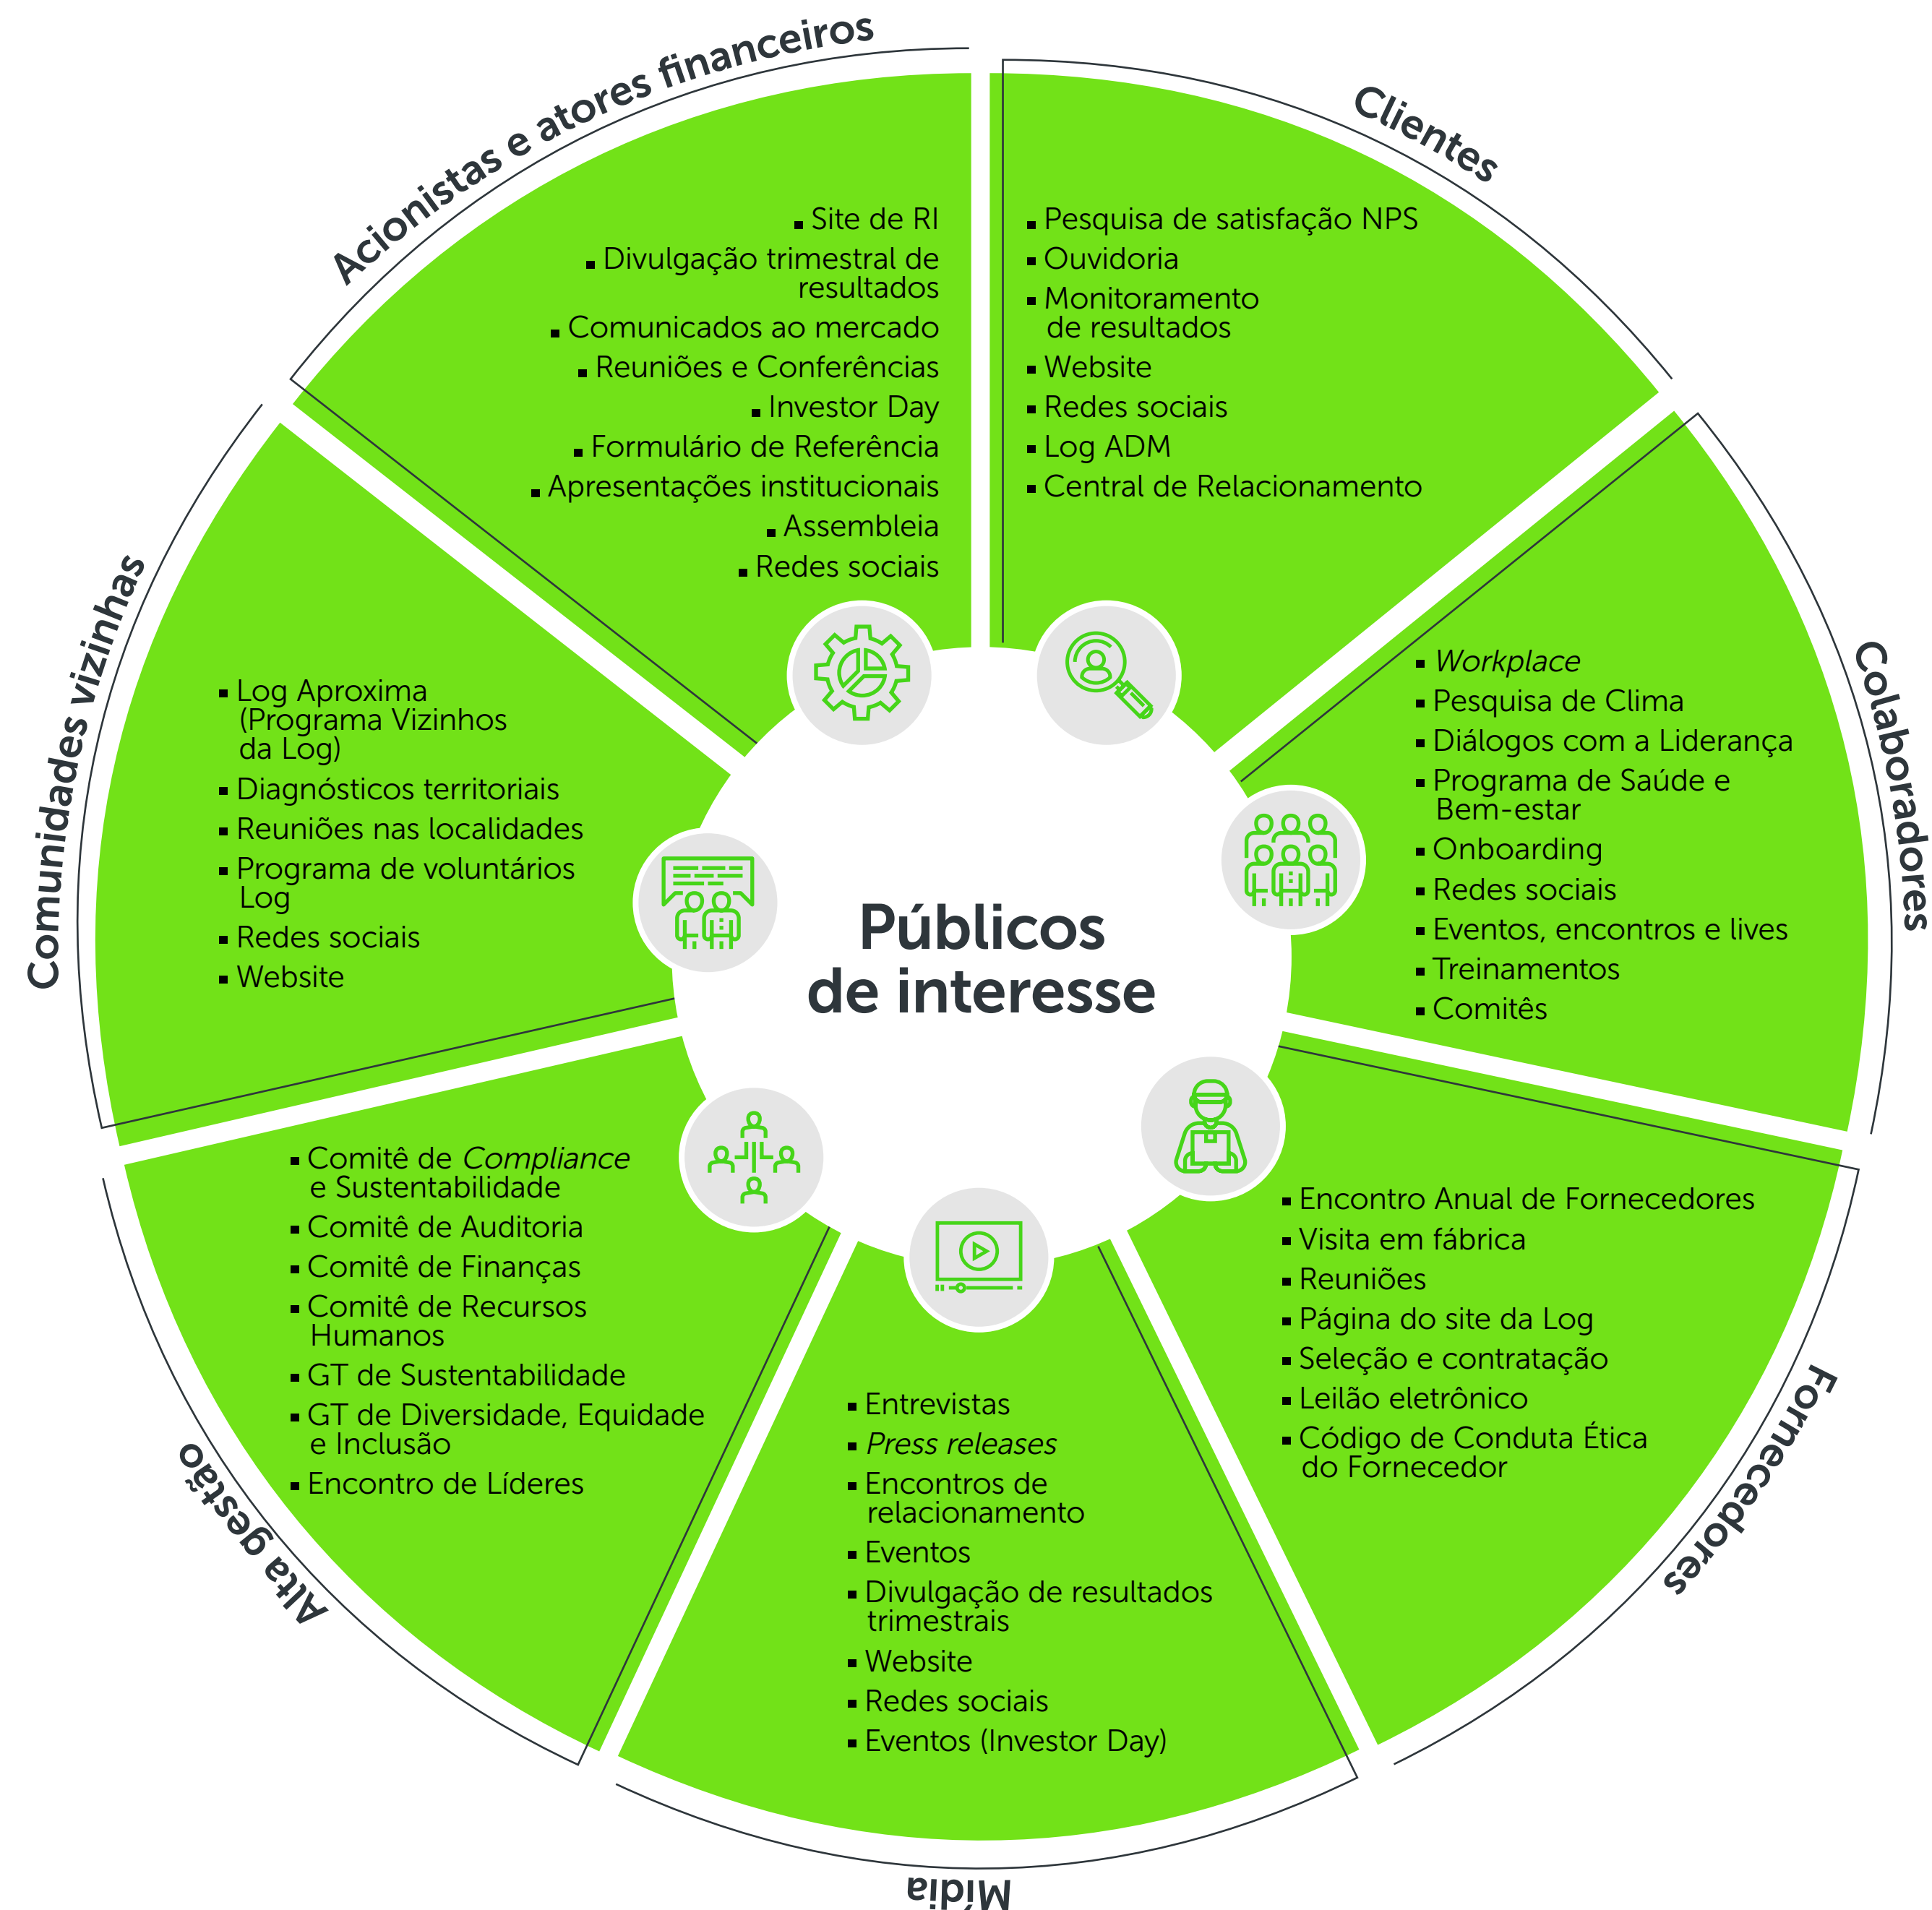 Acionistas e atores financeiros
▪ Site de RI
▪ Divulgação trimestral de
resultados
▪ Comunicados ao mercado
▪ Reuniões e Conferências
▪ Investor Day
▪ Formulário de Referência
▪ Apresentações institucionais
▪ Assembleia
▪ Redes sociais
Clientes
▪ Pesquisa de satisfação NPS
▪ Ouvidoria
▪ Monitoramento
de resultados
▪ Website
▪ Redes sociais
▪ Log ADM
▪ Central de Relacionamento
Colaboradores
▪ Workplace
▪ Pesquisa de Clima
▪ Diálogos com a Liderança
▪ Programa de Saúde e
Bem-estar
▪ Onboarding
▪ Redes sociais
▪ Eventos, encontros e lives
▪ Treinamentos
▪ Comitês
Fornecedores
▪ Encontro Anual de Fornecedores
▪ Visita em fábrica
▪ Reuniões
▪ Página do site da Log
▪ Seleção e contratação
▪ Leilão eletrônico
▪ Código de Conduta Ética
do Fornecedor
Mídia
▪ Entrevistas
▪ Press releases
▪ Encontros de
relacionamento
▪ Eventos
▪ Divulgação de resultados
trimestrais
▪ Website
▪ Redes sociais
▪ Eventos (Investor Day)
Alta gestão
▪ Comitê de Compliance
e Sustentabilidade
▪ Comitê de Auditoria
▪ Comitê de Finanças
▪ Comitê de Recursos
Humanos
▪ GT de Sustentabilidade
▪ GT de Diversidade, Equidade
e Inclusão
▪ Encontro de Líderes
Comunidades vizinhas
▪ Log Aproxima
(Programa Vizinhos
da Log)
▪ Diagnósticos territoriais
▪ Reuniões nas localidades
▪ Programa de voluntários
Log
▪ Redes sociais
▪ Website
Públicos
de interesse